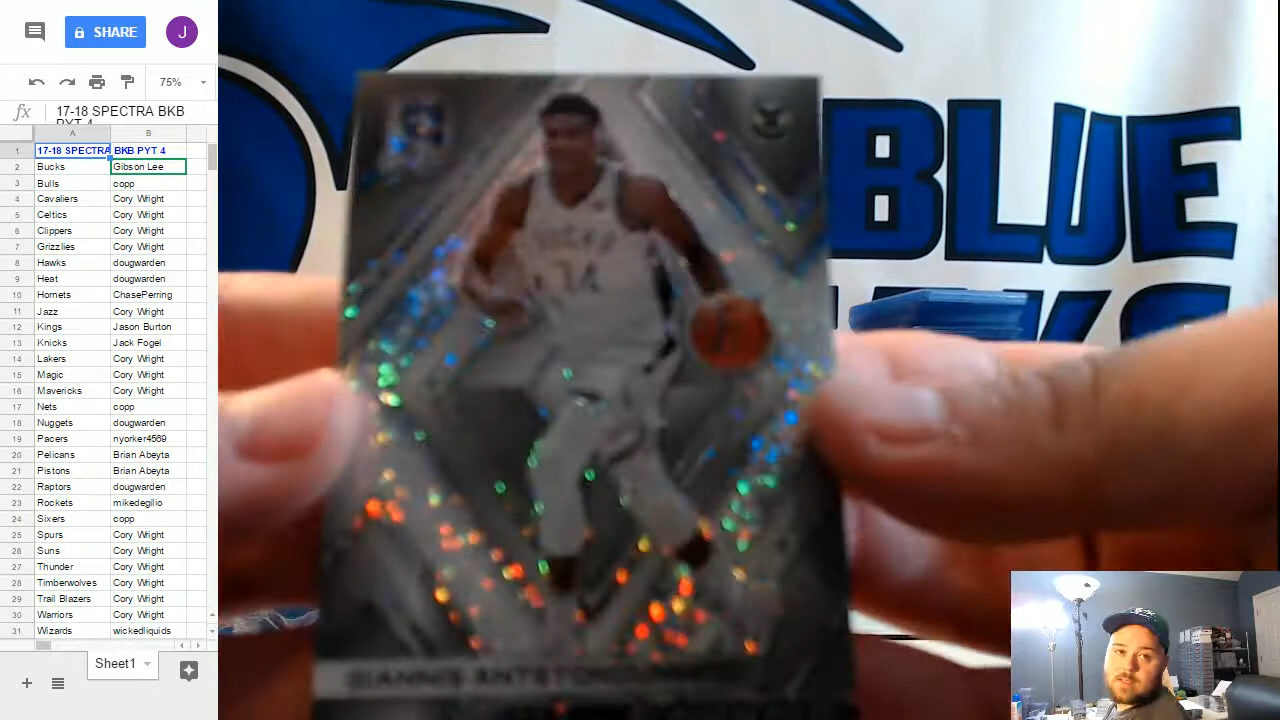 SHARE
J
75%
fx
17-18 SPECTRA BKB
PYT 4
A B
1 17-18 SPECTRA BKB PYT 4
2 Bucks Gibson Lee
3 Bulls copp
4 Cavaliers Cory Wright
5 Celtics Cory Wright
6 Clippers Cory Wright
7 Grizzlies Cory Wright
8 Hawks dougwarden
9 Heat dougwarden
10 Hornets ChasePerring
11 Jazz Cory Wright
12 Kings Jason Burton
13 Knicks Jack Fogel
14 Lakers Cory Wright
15 Magic Cory Wright
16 Mavericks Cory Wright
17 Nets copp
18 Nuggets dougwarden
19 Pacers nyorker4569
20 Pelicans Brian Abeyta
21 Pistons Brian Abeyta
22 Raptors dougwarden
23 Rockets mikedegilio
24 Sixers copp
25 Spurs Cory Wright
26 Suns Cory Wright
27 Thunder Cory Wright
28 Timberwolves Cory Wright
29 Trail Blazers Cory Wright
30 Warriors Cory Wright
31 Wizards wickedliquids
Sheet1
BLUE
BUCKS
34
GIANNIS